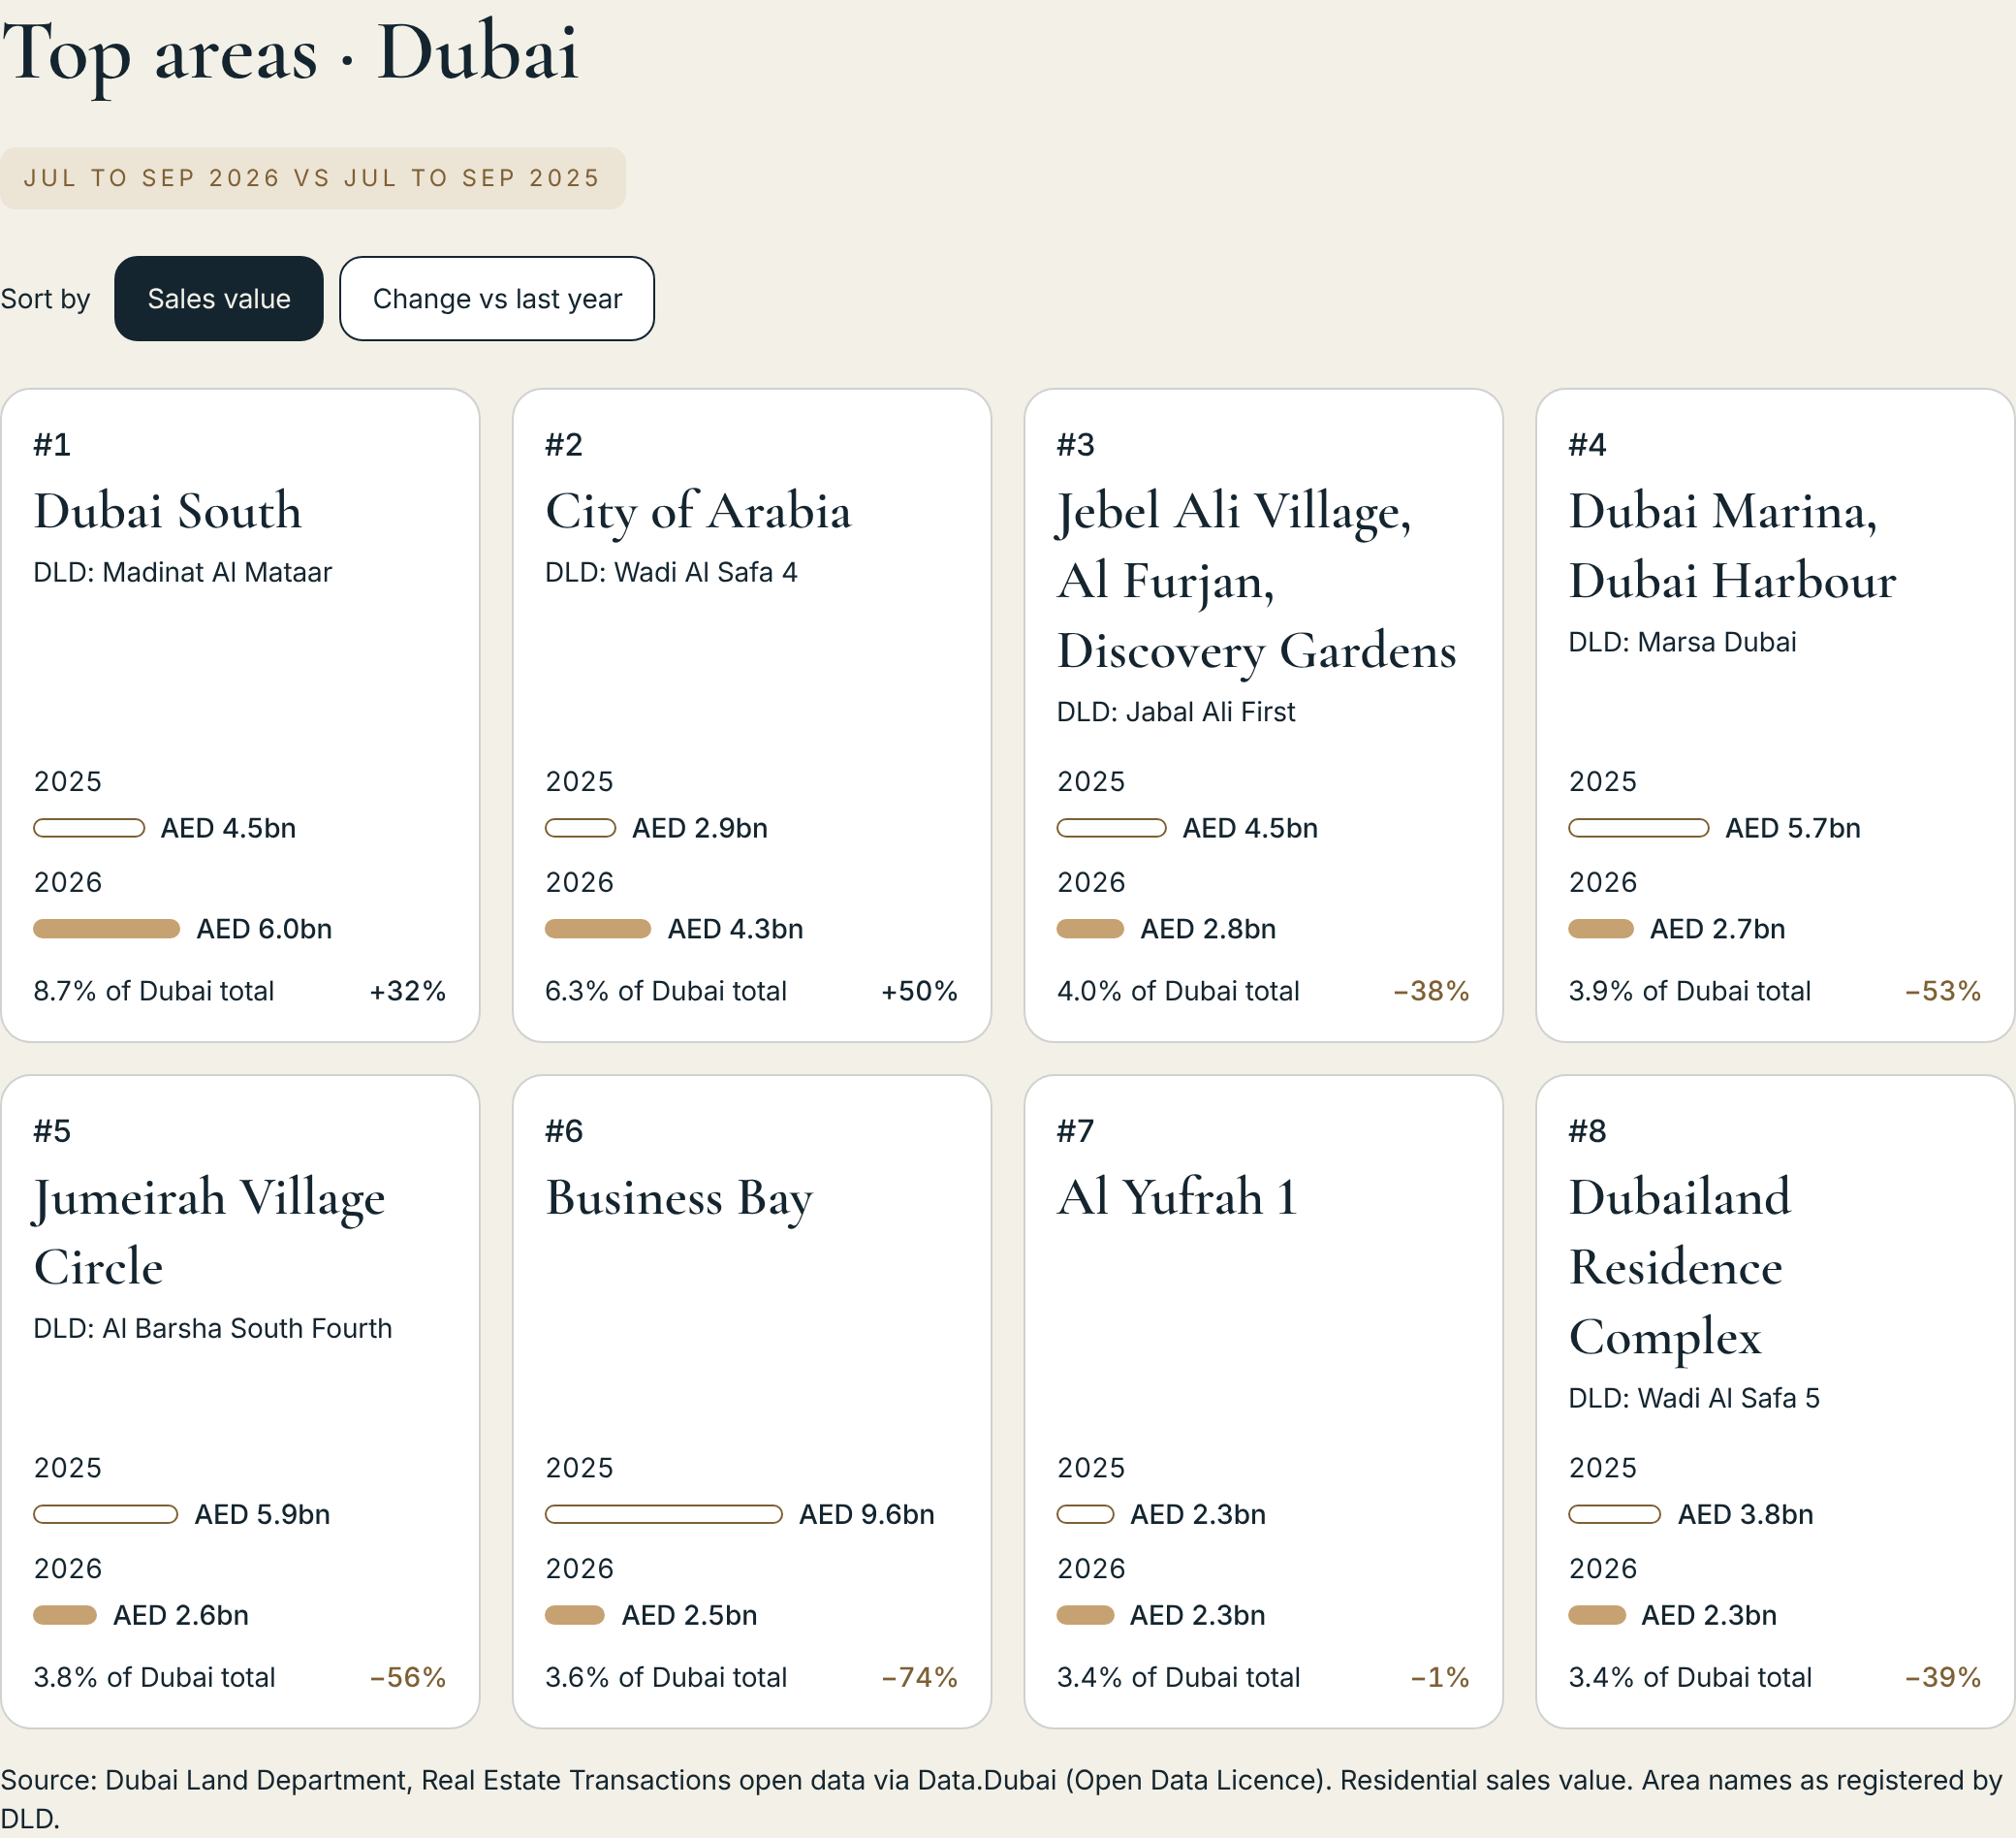 Top areas · Dubai
JUL TO SEP 2026 VS JUL TO SEP 2025
Sort by
Sales value
Change vs last year
#1
Dubai South
DLD: Madinat Al Mataar
2025
AED 4.5bn
2026
AED 6.0bn
8.7% of Dubai total
+32%
#2
City of Arabia
DLD: Wadi Al Safa 4
2025
AED 2.9bn
2026
AED 4.3bn
6.3% of Dubai total
+50%
#3
Jebel Ali Village,
Al Furjan,
Discovery Gardens
DLD: Jabal Ali First
2025
AED 4.5bn
2026
AED 2.8bn
4.0% of Dubai total
−38%
#4
Dubai Marina,
Dubai Harbour
DLD: Marsa Dubai
2025
AED 5.7bn
2026
AED 2.7bn
3.9% of Dubai total
−53%
#5
Jumeirah Village
Circle
DLD: Al Barsha South Fourth
2025
AED 5.9bn
2026
AED 2.6bn
3.8% of Dubai total
−56%
#6
Business Bay
2025
AED 9.6bn
2026
AED 2.5bn
3.6% of Dubai total
−74%
#7
Al Yufrah 1
2025
AED 2.3bn
2026
AED 2.3bn
3.4% of Dubai total
−1%
#8
Dubailand
Residence
Complex
DLD: Wadi Al Safa 5
2025
AED 3.8bn
2026
AED 2.3bn
3.4% of Dubai total
−39%
Source: Dubai Land Department, Real Estate Transactions open data via Data.Dubai (Open Data Licence). Residential sales value. Area names as registered by
DLD.